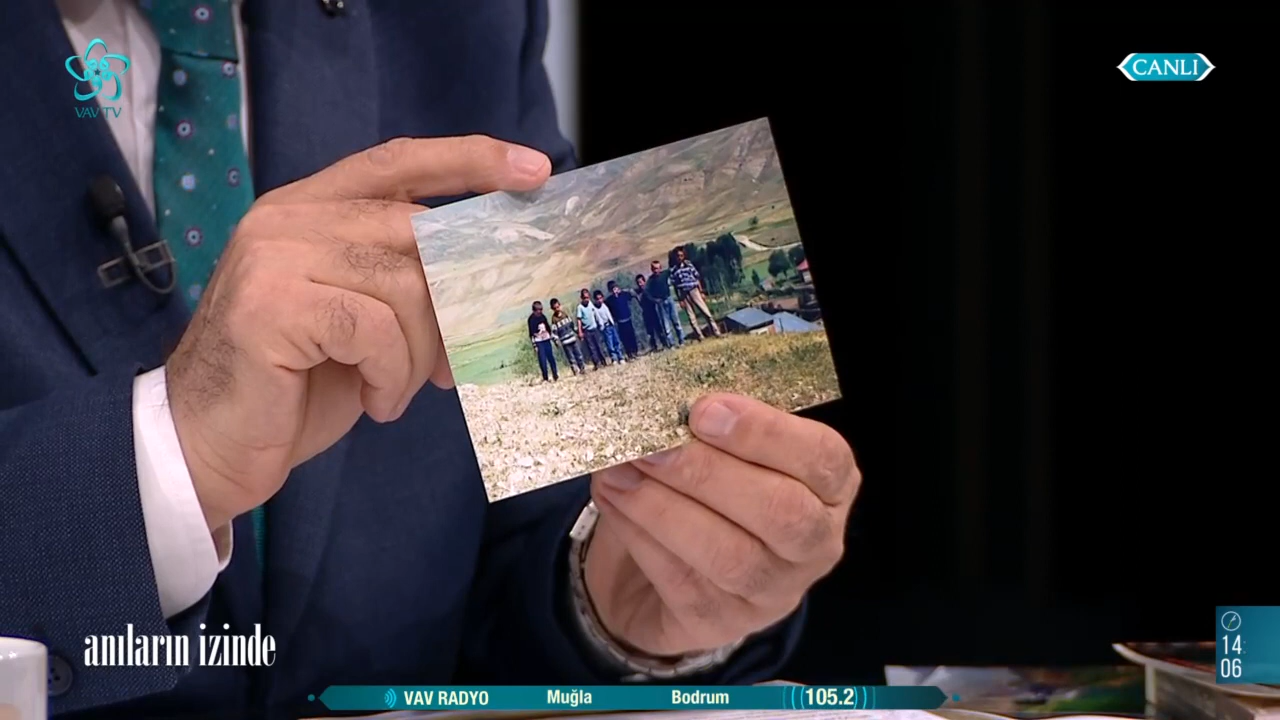 VAV TV
CANLI
anıların izinde
14
06
VAV RADYO Muğla Bodrum 105.2